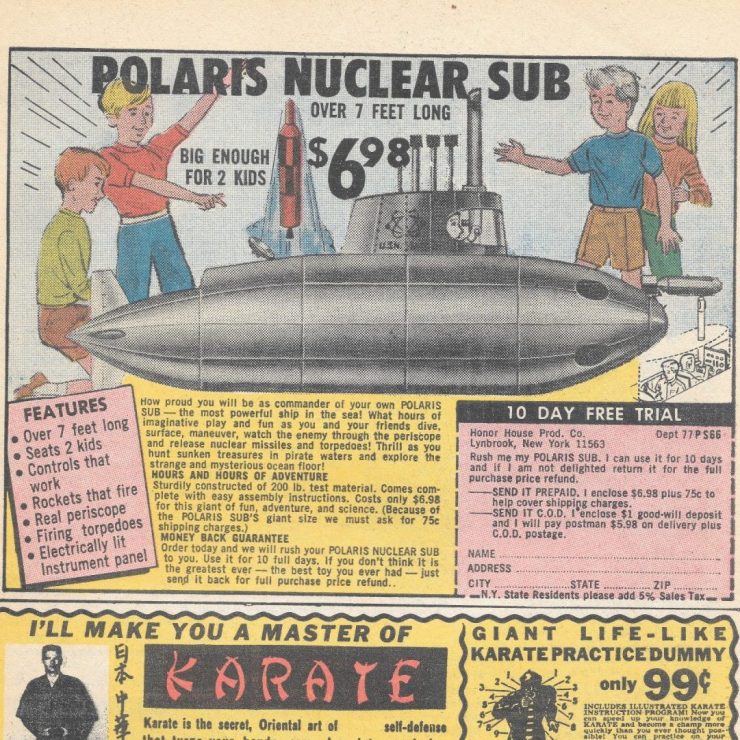 POLARIS NUCLEAR SUB
OVER 7 FEET LONG
BIG ENOUGH
FOR 2 KIDS
$6.98
U.S.N.
FEATURES
• Over 7 feet long
• Seats 2 kids
• Controls that
work
• Rockets that fire
• Real periscope
• Firing torpedoes
• Electrically lit
Instrument panel
How proud you will be as commander of your own POLARIS
SUB — the most powerful ship in the sea! What hours of
imaginative play and fun as you and your friends dive,
surface, maneuver, watch the enemy through the periscope
and release nuclear missiles and torpedoes! Thrill as you
hunt sunken treasures in pirate waters and explore the
strange and mysterious ocean floor!
HOURS AND HOURS OF ADVENTURE
Sturdily constructed of 200 lb. test material. Comes com-
plete with easy assembly instructions. Costs only $6.98
for this giant of fun, adventure, and science. (Because of
the POLARIS SUB'S giant size we must ask for 75c
shipping charges.)
MONEY BACK GUARANTEE
Order today and we will rush your POLARIS NUCLEAR SUB
to you. Use it for 10 full days. If you don't think it is
the greatest ever — the best toy you ever had — just
send it back for full purchase price refund..
10 DAY FREE TRIAL
Honor House Prod. Co. Dept 77PS66
Lynbrook, New York 11563
Rush me my POLARIS SUB. I can use it for 10 days
and if I am not delighted return it for the full
purchase price refund.
——SEND IT PREPAID. I enclose $6.98 plus 75c to
help cover shipping charges.
——SEND IT C.O.D. I enclose $1 good-will deposit
and I will pay postman $5.98 on delivery plus
C.O.D. postage.
NAME
ADDRESS
CITY STATE ZIP
N.Y. State Residents please add 5% Sales Tax
I'LL MAKE YOU A MASTER OF
KARATE
日本中華
Karate is the secret, Oriental art of self-defense
that turns your hands
GIANT LIFE-LIKE
KARATE PRACTICE DUMMY
only 99¢
INCLUDES ILLUSTRATED KARATE
INSTRUCTION PROGRAM! Now you
can speed up your knowledge of
KARATE and become a champ more
quickly than you ever thought pos-
sible! You can practice on your